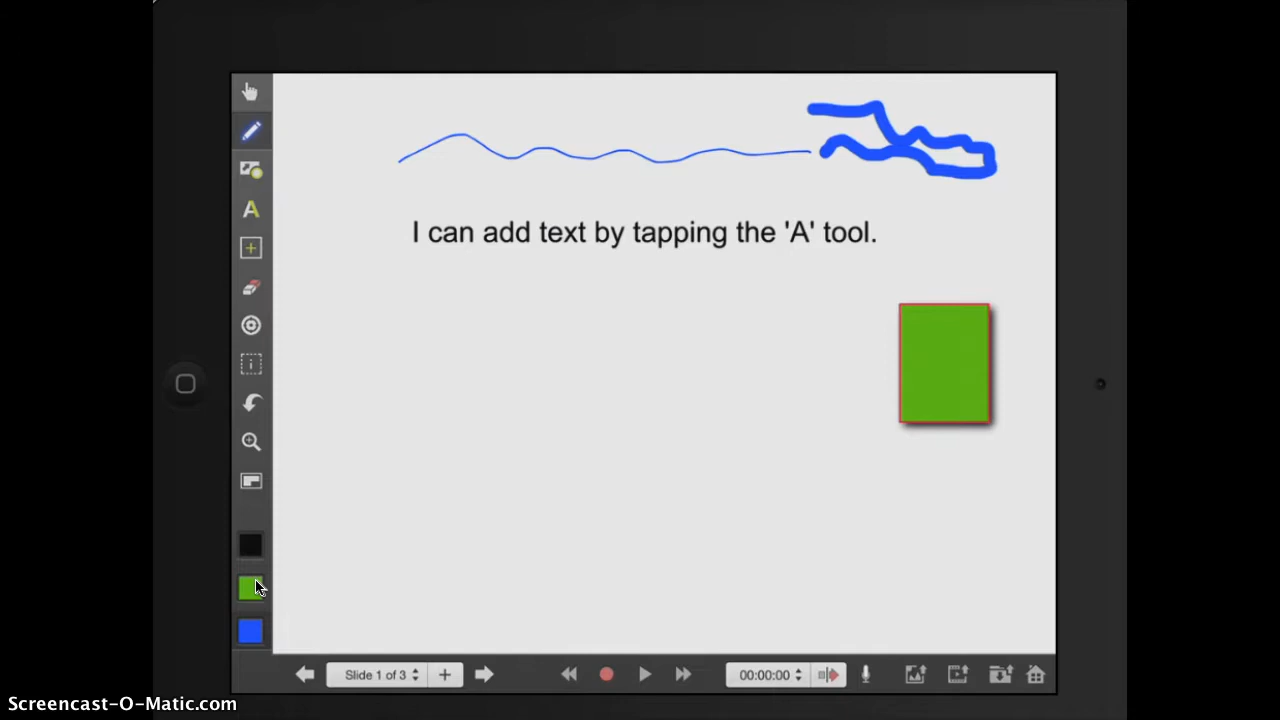 A
I can add text by tapping the 'A' tool.
Slide 1 of 3
00:00:00
Screencast-O-Matic.com